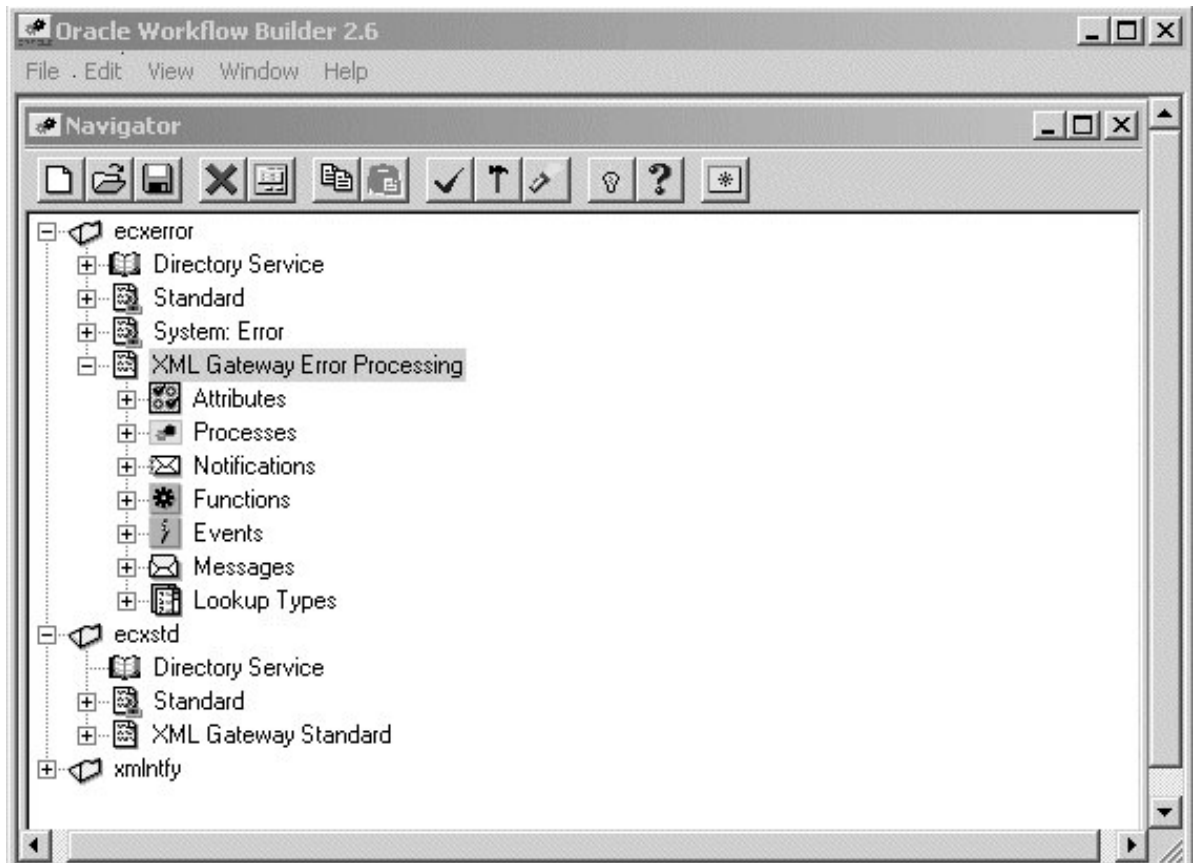 Oracle Workflow Builder 2.6
File Edit View Window Help
Navigator
ecxerror
Directory Service
Standard
System: Error
XML Gateway Error Processing
Attributes
Processes
Notifications
Functions
Events
Messages
Lookup Types
ecxstd
Directory Service
Standard
XML Gateway Standard
xmlntfy